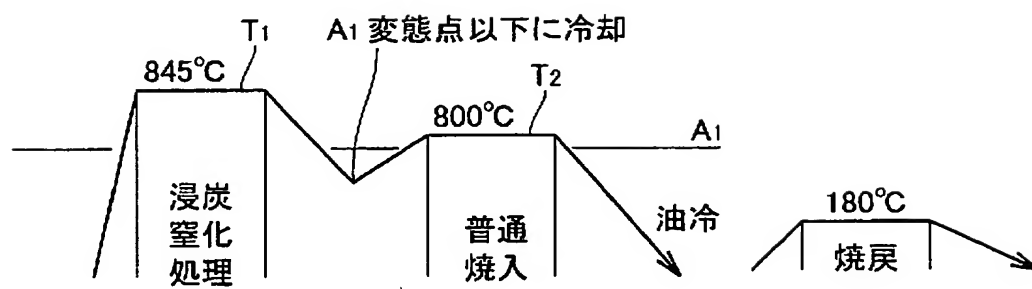 T1
A1 変態点以下に冷却
845℃
T2
800℃
A1
浸炭
窒化
処理
普通
焼入
油冷
180℃
焼戻